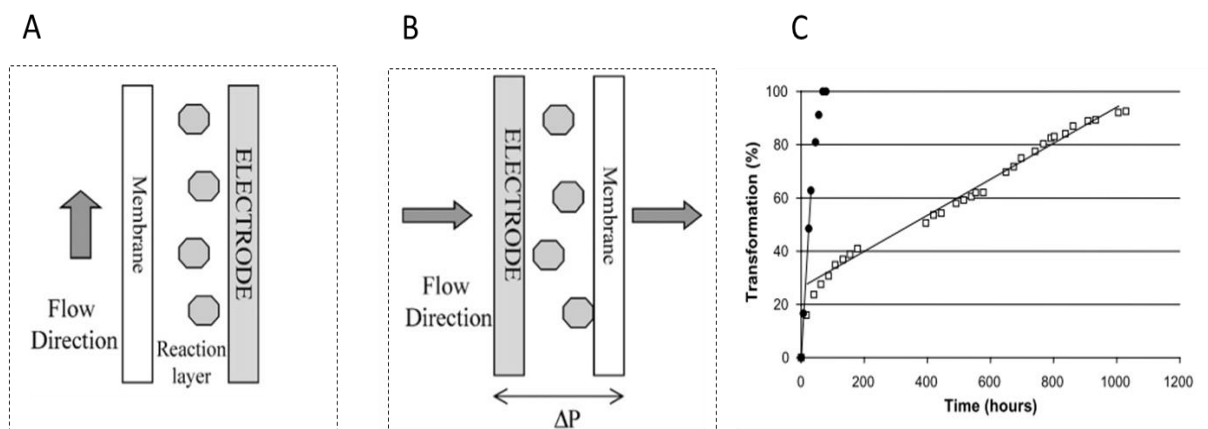 A
Membrane
ELECTRODE
Flow
Direction
Reaction
layer
B
ELECTRODE
Membrane
Flow
Direction
ΔP
C
Transformation (%)
100
80
60
40
20
0
0 200 400 600 800 1000 1200
Time (hours)